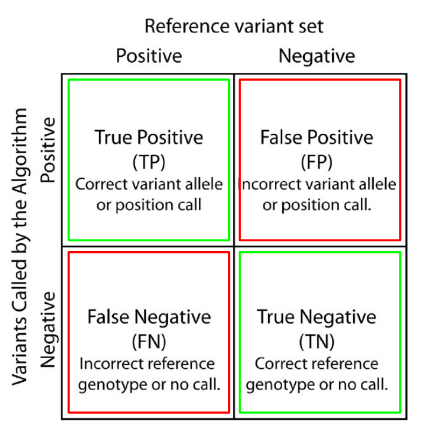 Reference variant set
Positive
Negative
Variants Called by the Algorithm
Positive
Negative
True Positive
(TP)
Correct variant allele
or position call
False Positive
(FP)
Incorrect variant allele
or position call.
False Negative
(FN)
Incorrect reference
genotype or no call.
True Negative
(TN)
Correct reference
genotype or no call.